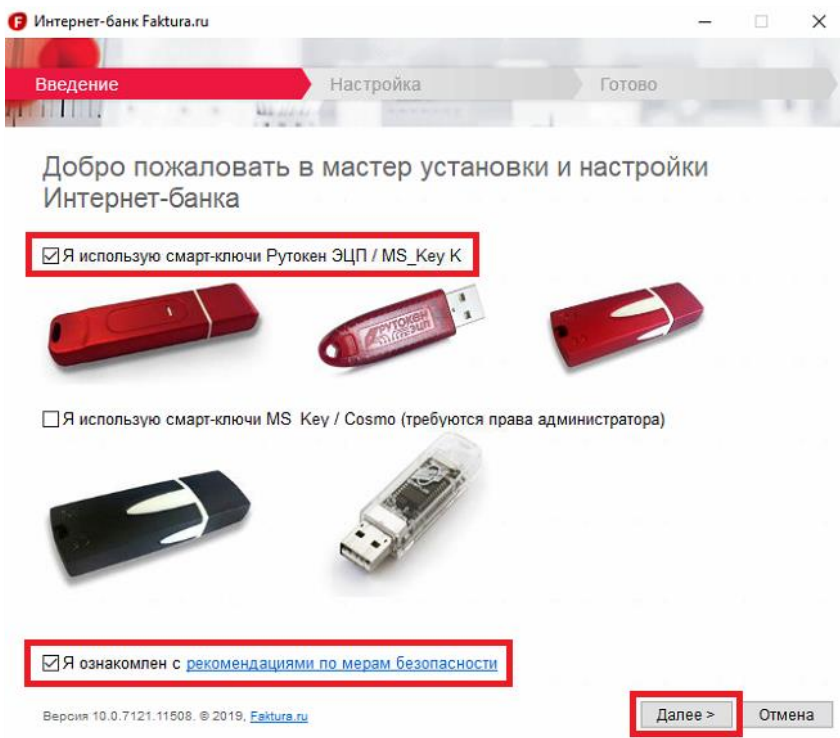 Интернет-банк Faktura.ru
Введение
Настройка
Готово
Добро пожаловать в мастер установки и настройки
Интернет-банка
Я использую смарт-ключи Рутокен ЭЦП / MS_Key K
РУТОКЕН
ЭЦП
Я использую смарт-ключи MS_Key / Cosmo (требуются права администратора)
Я ознакомлен с рекомендациями по мерам безопасности
Версия 10.0.7121.11508. © 2019, Faktura.ru
Далее >
Отмена